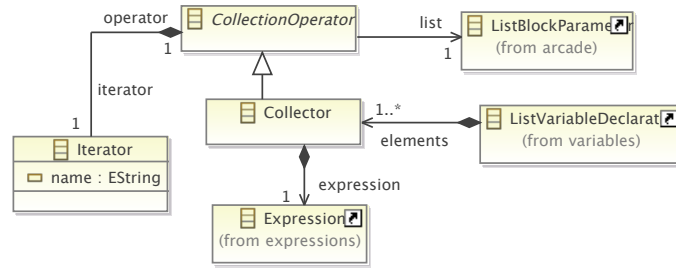 operator
CollectionOperator
list
ListBlockParame
(from arcade)
1
1
iterator
1
Iterator
name : EString
Collector
1..*
elements
ListVariableDeclarat
(from variables)
expression
1
Expression
(from expressions)